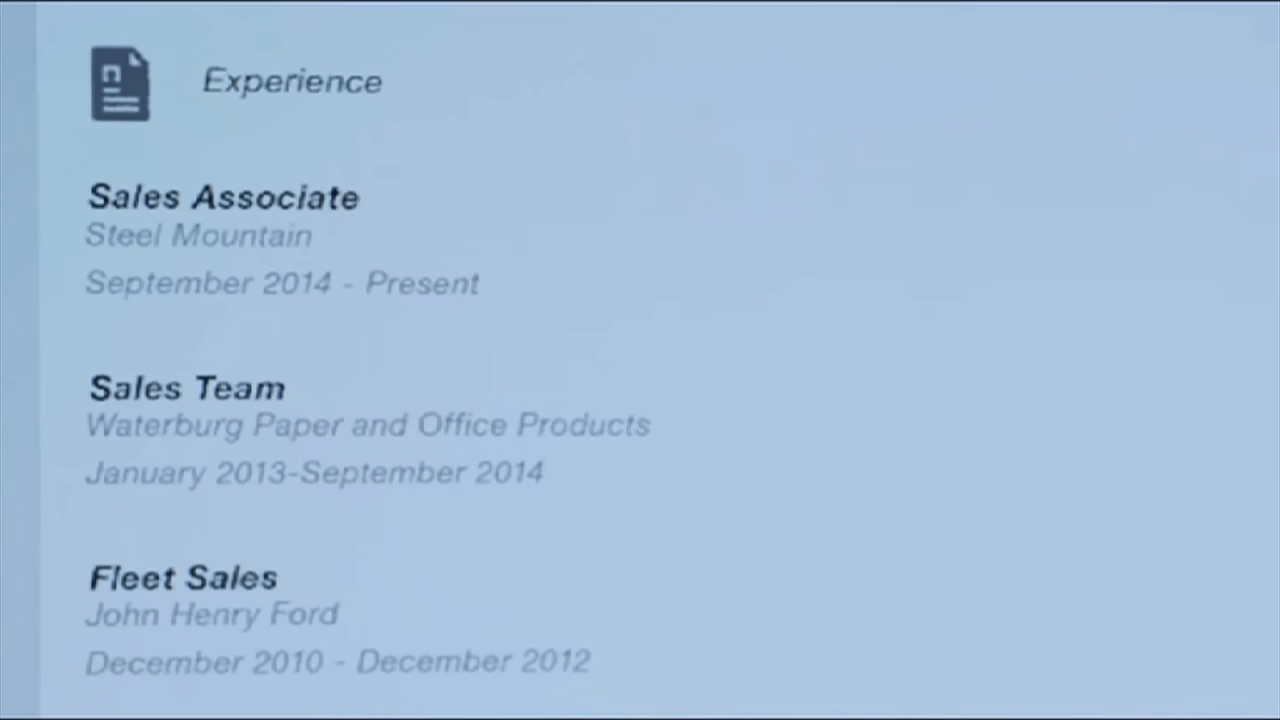 Experience
Sales Associate
Steel Mountain
September 2014 - Present
Sales Team
Waterburg Paper and Office Products
January 2013-September 2014
Fleet Sales
John Henry Ford
December 2010 - December 2012